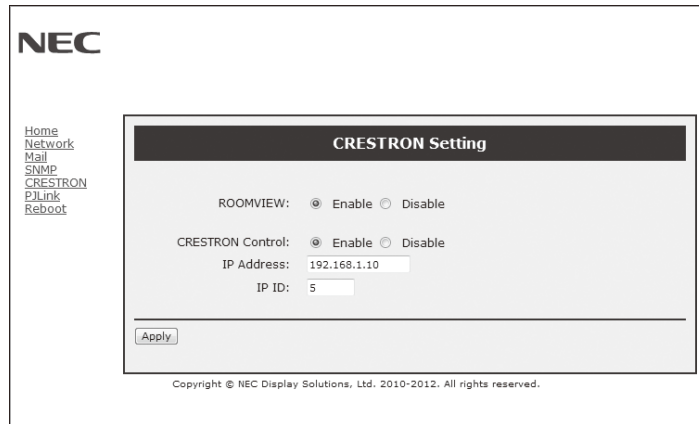 NEC
Home
Network
Mail
SNMP
CRESTRON
PJLink
Reboot
CRESTRON Setting
ROOMVIEW: Enable Disable
CRESTRON Control: Enable Disable
IP Address: 192.168.1.10
IP ID: 5
Apply
Copyright © NEC Display Solutions, Ltd. 2010-2012. All rights reserved.